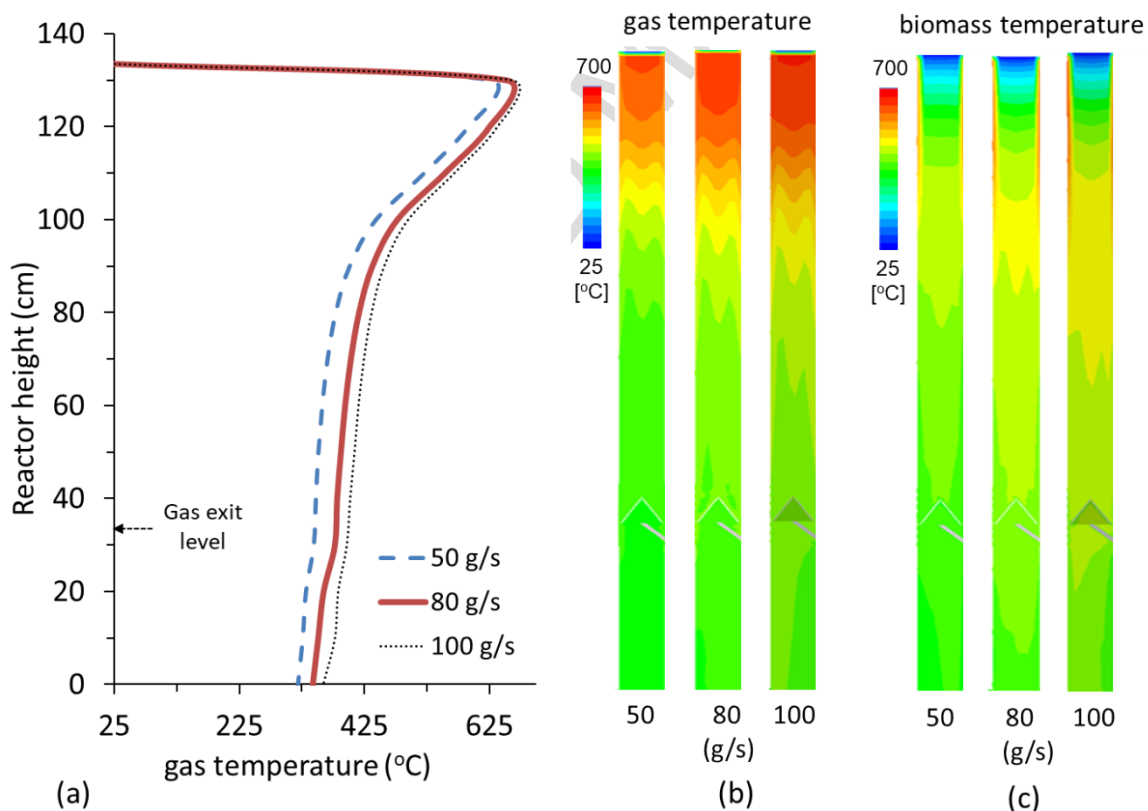 140
120
100
80
60
40
20
0
Reactor height (cm)
Gas exit
level
50 g/s
80 g/s
100 g/s
25 225 425 625
gas temperature (°C)
(a)
gas temperature
700
25
[°C]
50 80 100
(g/s)
(b)
biomass temperature
700
25
[°C]
50 80 100
(g/s)
(c)